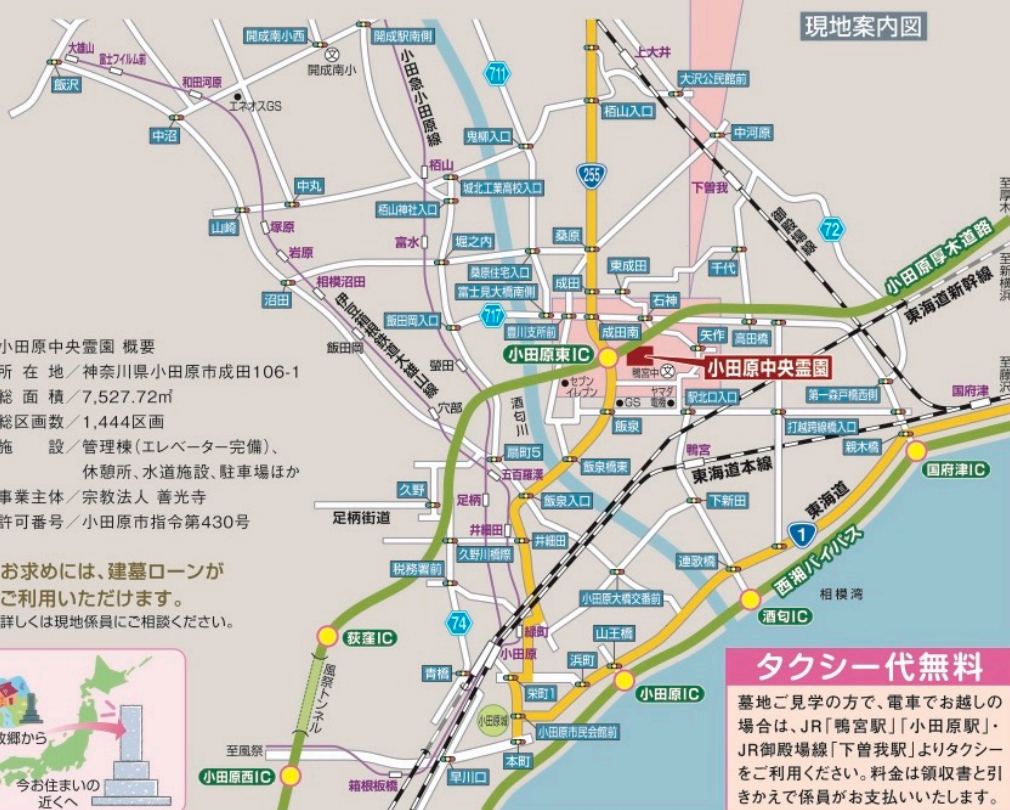 現地案内図
大雄山
富士フイルム前
飯沢
和田河原
エネオスGS
中沼
開成南小西
文
開成南小
開成駅南側
小田急小田原線
711
上大井
大沢公民館前
栢山入口
鬼柳入口
中河原
255
栢山
城北工業高校入口
栢山神社入口
中丸
山崎
塚原
岩原
相模沼田
沼田
富水
堀之内
桑原
桑原住宅入口
富士見大橋南側
成田
東成田
石神
千代
下曽我
御殿場線
72
至厚木
小田原厚木道路
至新横浜
東海道新幹線
伊豆箱根鉄道大雄山線
飯田岡入口
717
豊川支所前
成田南
矢作
高田橋
小田原東IC
鴨宮中
文
小田原中央霊園
飯田岡
螢田
穴部
酒匂川
セブンイレブン
GS
ヤマダ電機
駅北口入口
第一森戸橋西側
打越跨線橋入口
至藤沢
国府津
親木橋
国府津IC
飯泉
飯泉橋東
鴨宮
東海道本線
扇町5
五百羅漢
飯泉入口
下新田
東海道
1
西湘バイパス
久野
足柄街道
足柄
井細田
井細田
久野川橋際
税務署前
連歌橋
小田原大橋交番前
酒匂IC
相模湾
74
緑町
小田原
山王橋
浜町
荻窪IC
青橋
栄町1
小田原IC
小田原城
小田原市民会館前
風祭トンネル
至風祭
小田原西IC
箱根板橋
早川口
本町
小田原中央霊園 概要
所在地／神奈川県小田原市成田106-1
総面積／7,527.72㎡
総区画数／1,444区画
施設／管理棟(エレベーター完備)、
休憩所、水道施設、駐車場ほか
事業主体／宗教法人 善光寺
許可番号／小田原市指令第430号
お求めには、建墓ローンが
ご利用いただけます。
詳しくは現地係員にご相談ください。
故郷から
今お住まいの
近くへ
タクシー代無料
墓地ご見学の方で、電車でお越しの
場合は、JR「鴨宮駅」「小田原駅」・
JR御殿場線「下曽我駅」よりタクシー
をご利用ください。料金は領収書と引
きかえで係員がお支払いいたします。